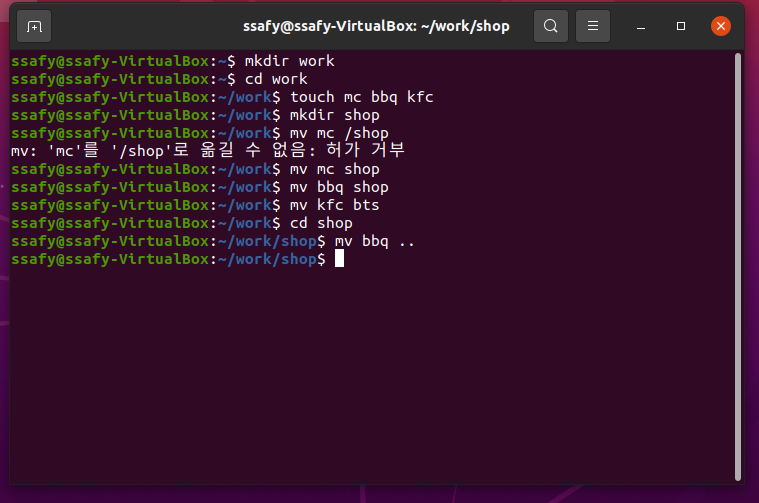 ssafy@ssafy-VirtualBox: ~/work/shop
ssafy@ssafy-VirtualBox:~$ mkdir work
ssafy@ssafy-VirtualBox:~$ cd work
ssafy@ssafy-VirtualBox:~/work$ touch mc bbq kfc
ssafy@ssafy-VirtualBox:~/work$ mkdir shop
ssafy@ssafy-VirtualBox:~/work$ mv mc /shop
mv: 'mc'를 '/shop'로 옮길 수 없음: 허가 거부
ssafy@ssafy-VirtualBox:~/work$ mv mc shop
ssafy@ssafy-VirtualBox:~/work$ mv bbq shop
ssafy@ssafy-VirtualBox:~/work$ mv kfc bts
ssafy@ssafy-VirtualBox:~/work$ cd shop
ssafy@ssafy-VirtualBox:~/work/shop$ mv bbq ..
ssafy@ssafy-VirtualBox:~/work/shop$